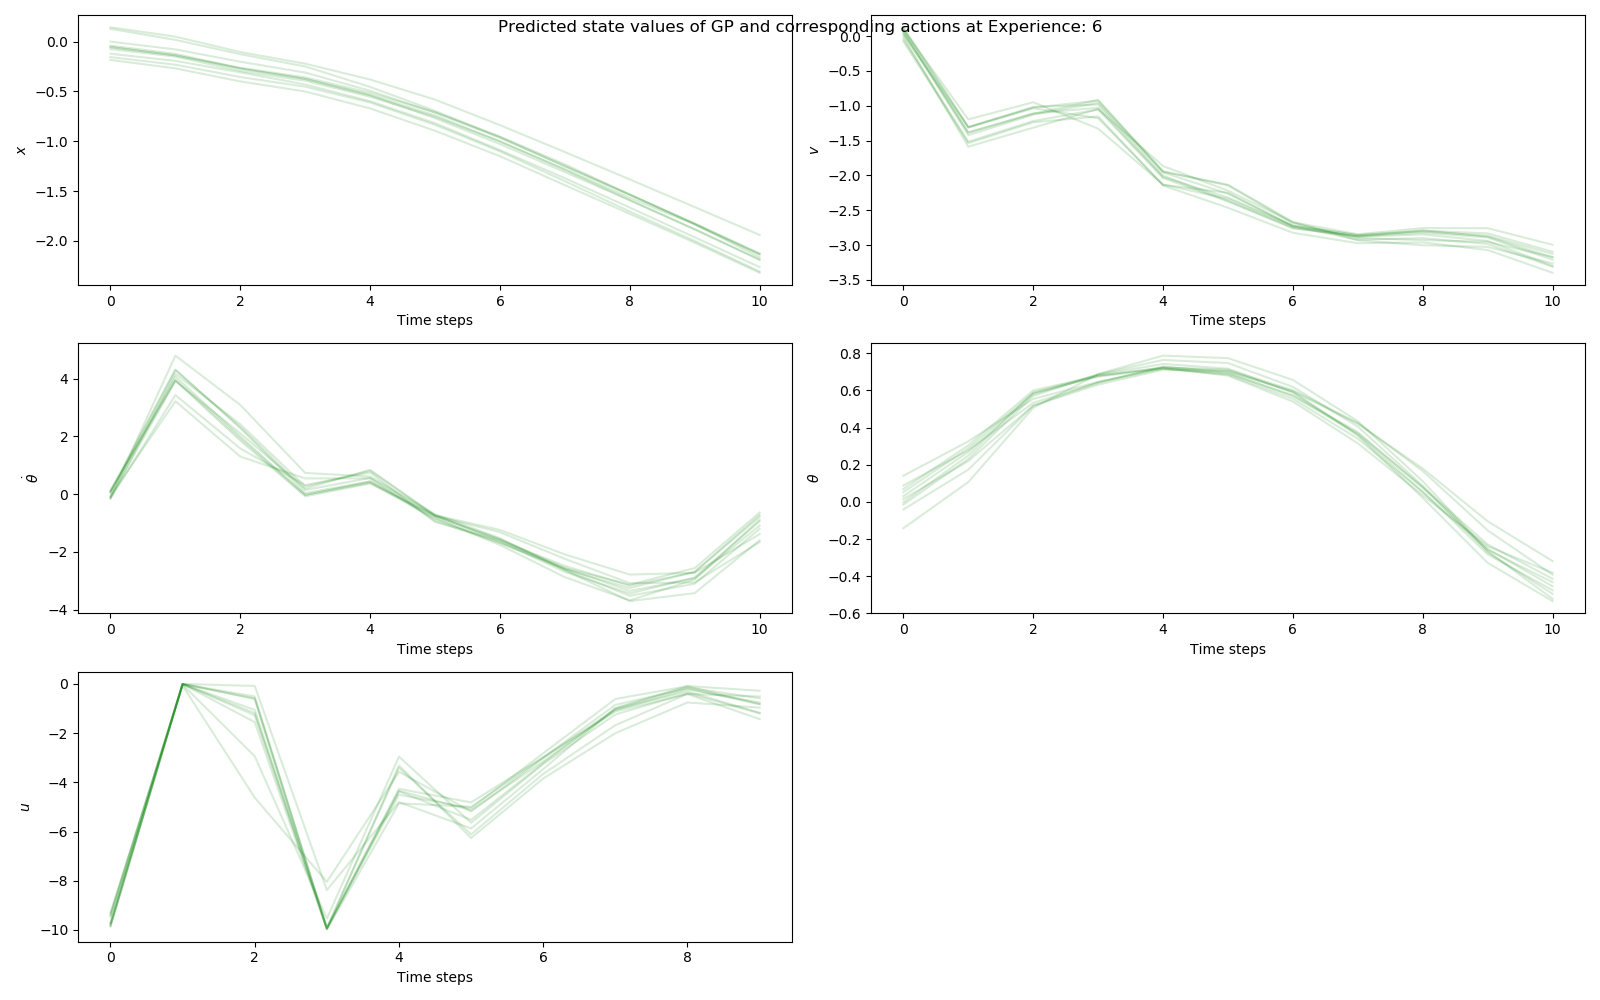 Predicted state values of GP and corresponding actions at Experience: 6
0.0
−0.5
−1.0
−1.5
−2.0
x
0 2 4 6 8 10
Time steps
0.0
−0.5
−1.0
−1.5
−2.0
−2.5
−3.0
−3.5
v
0 2 4 6 8 10
Time steps
4
2
0
−2
−4
θ̇
0 2 4 6 8 10
Time steps
0.8
0.6
0.4
0.2
0.0
−0.2
−0.4
−0.6
θ
0 2 4 6 8 10
Time steps
0
−2
−4
−6
−8
−10
u
0 2 4 6 8
Time steps